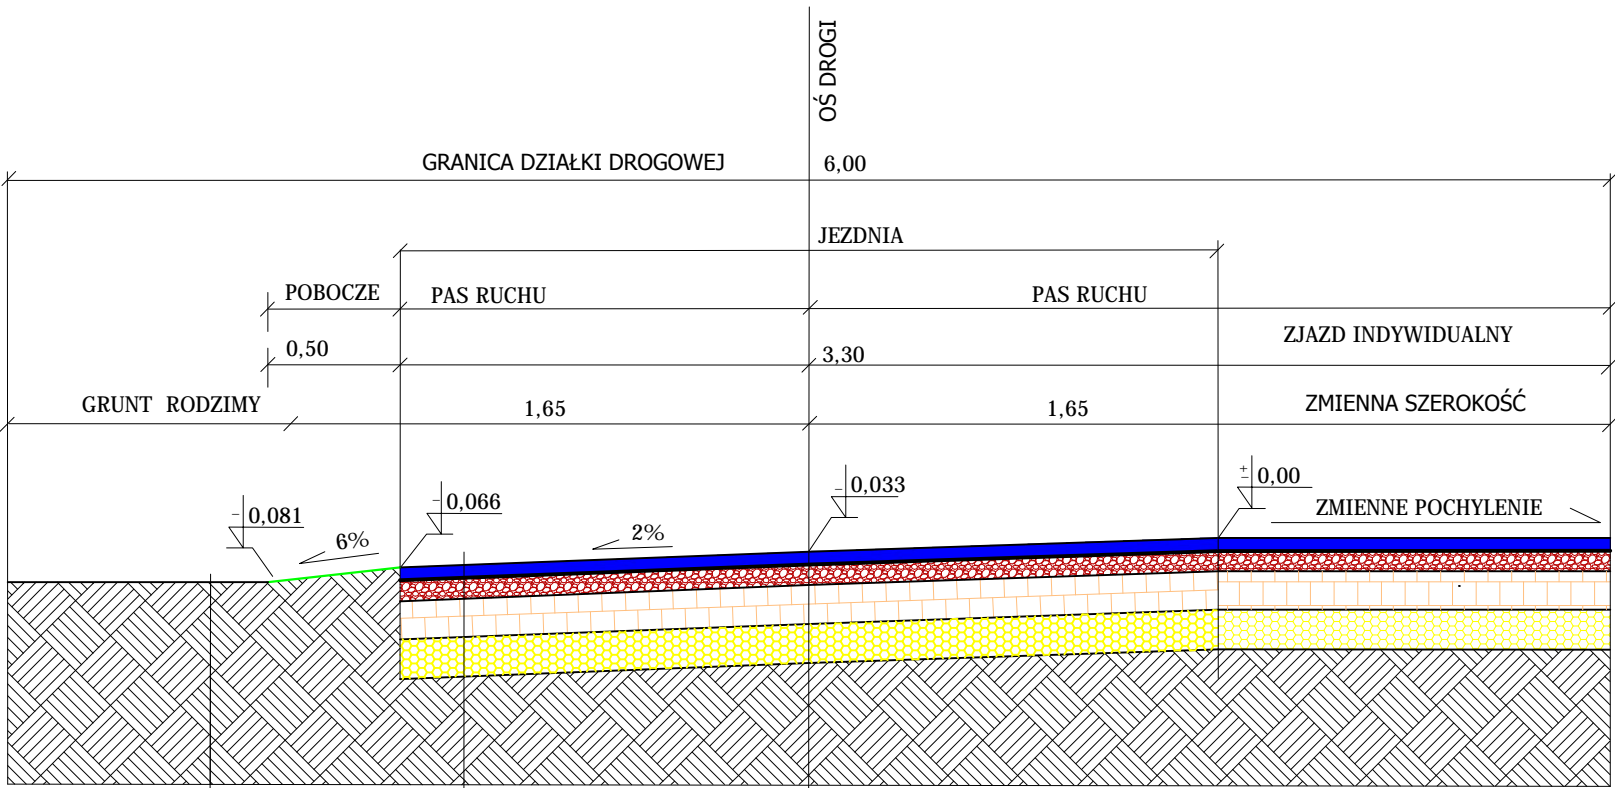 OŚ DROGI
GRANICA DZIAŁKI DROGOWEJ 6,00
JEZDNIA
POBOCZE PAS RUCHU PAS RUCHU
ZJAZD INDYWIDUALNY
0,50 3,30
GRUNT RODZIMY 1,65 1,65 ZMIENNA SZEROKOŚĆ
-0,081 -0,066 -0,033 ±0,00
ZMIENNE POCHYLENIE
6% 2%